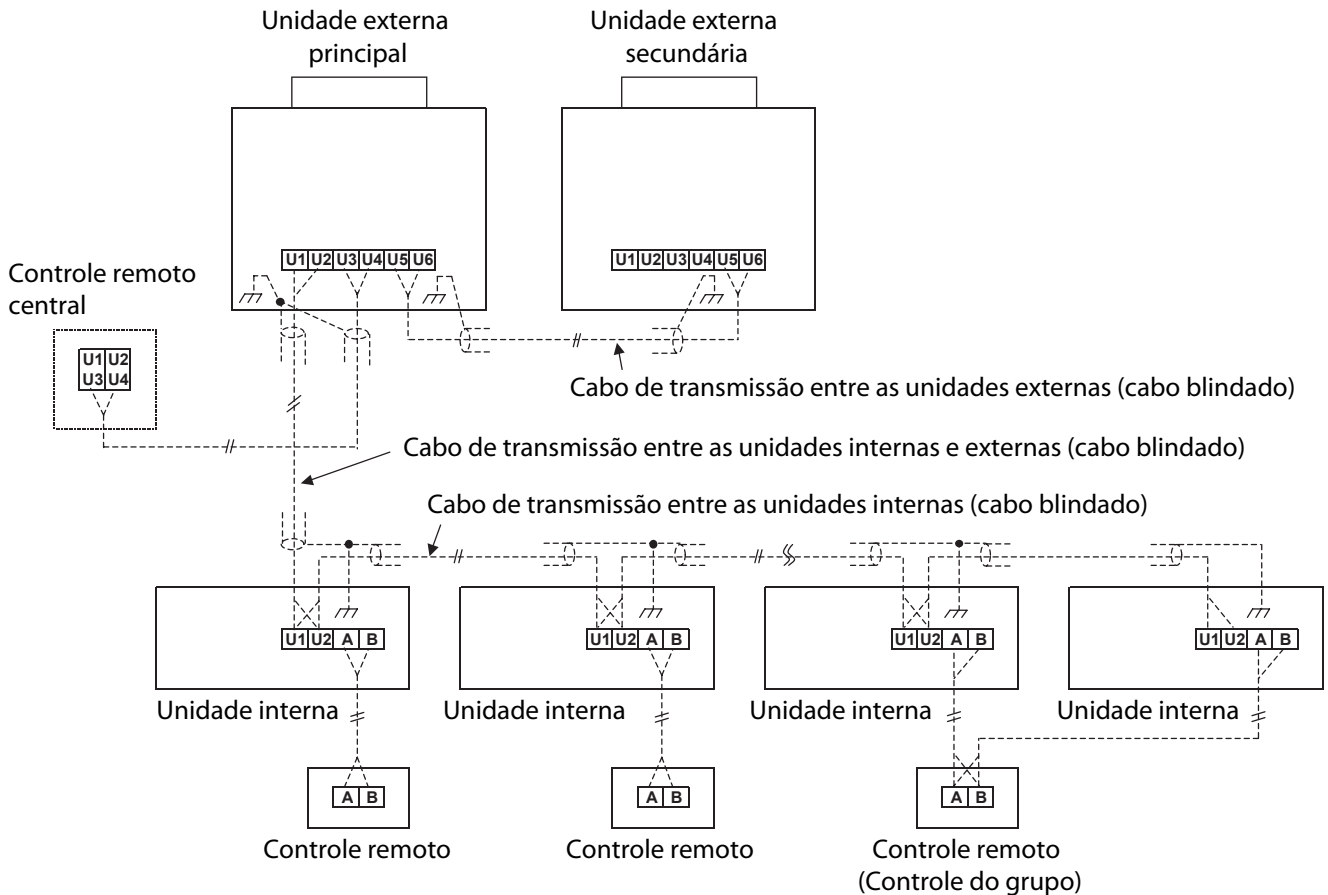 Unidade externa
principal
Unidade externa
secundária
U1 U2 U3 U4 U5 U6
U1 U2 U3 U4 U5 U6
Controle remoto
central
U1 U2
U3 U4
Cabo de transmissão entre as unidades externas (cabo blindado)
Cabo de transmissão entre as unidades internas e externas (cabo blindado)
Cabo de transmissão entre as unidades internas (cabo blindado)
U1 U2 A B
U1 U2 A B
U1 U2 A B
U1 U2 A B
Unidade interna
Unidade interna
Unidade interna
Unidade interna
A B
A B
A B
Controle remoto
Controle remoto
Controle remoto
(Controle do grupo)